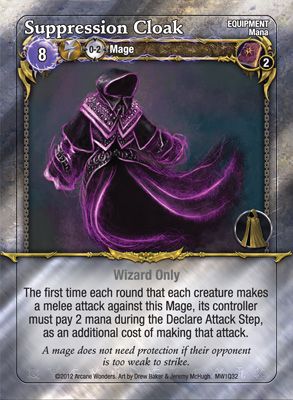 Suppression Cloak
EQUIPMENT
Mana
8
0-2
Mage
2
Wizard Only
The first time each round that each creature makes
a melee attack against this Mage, its controller
must pay 2 mana during the Declare Attack Step,
as an additional cost of making that attack.
A mage does not need protection if their opponent
is too weak to strike.
©2012 Arcane Wonders. Art by Drew Baker & Jeremy McHugh. MW1Q32